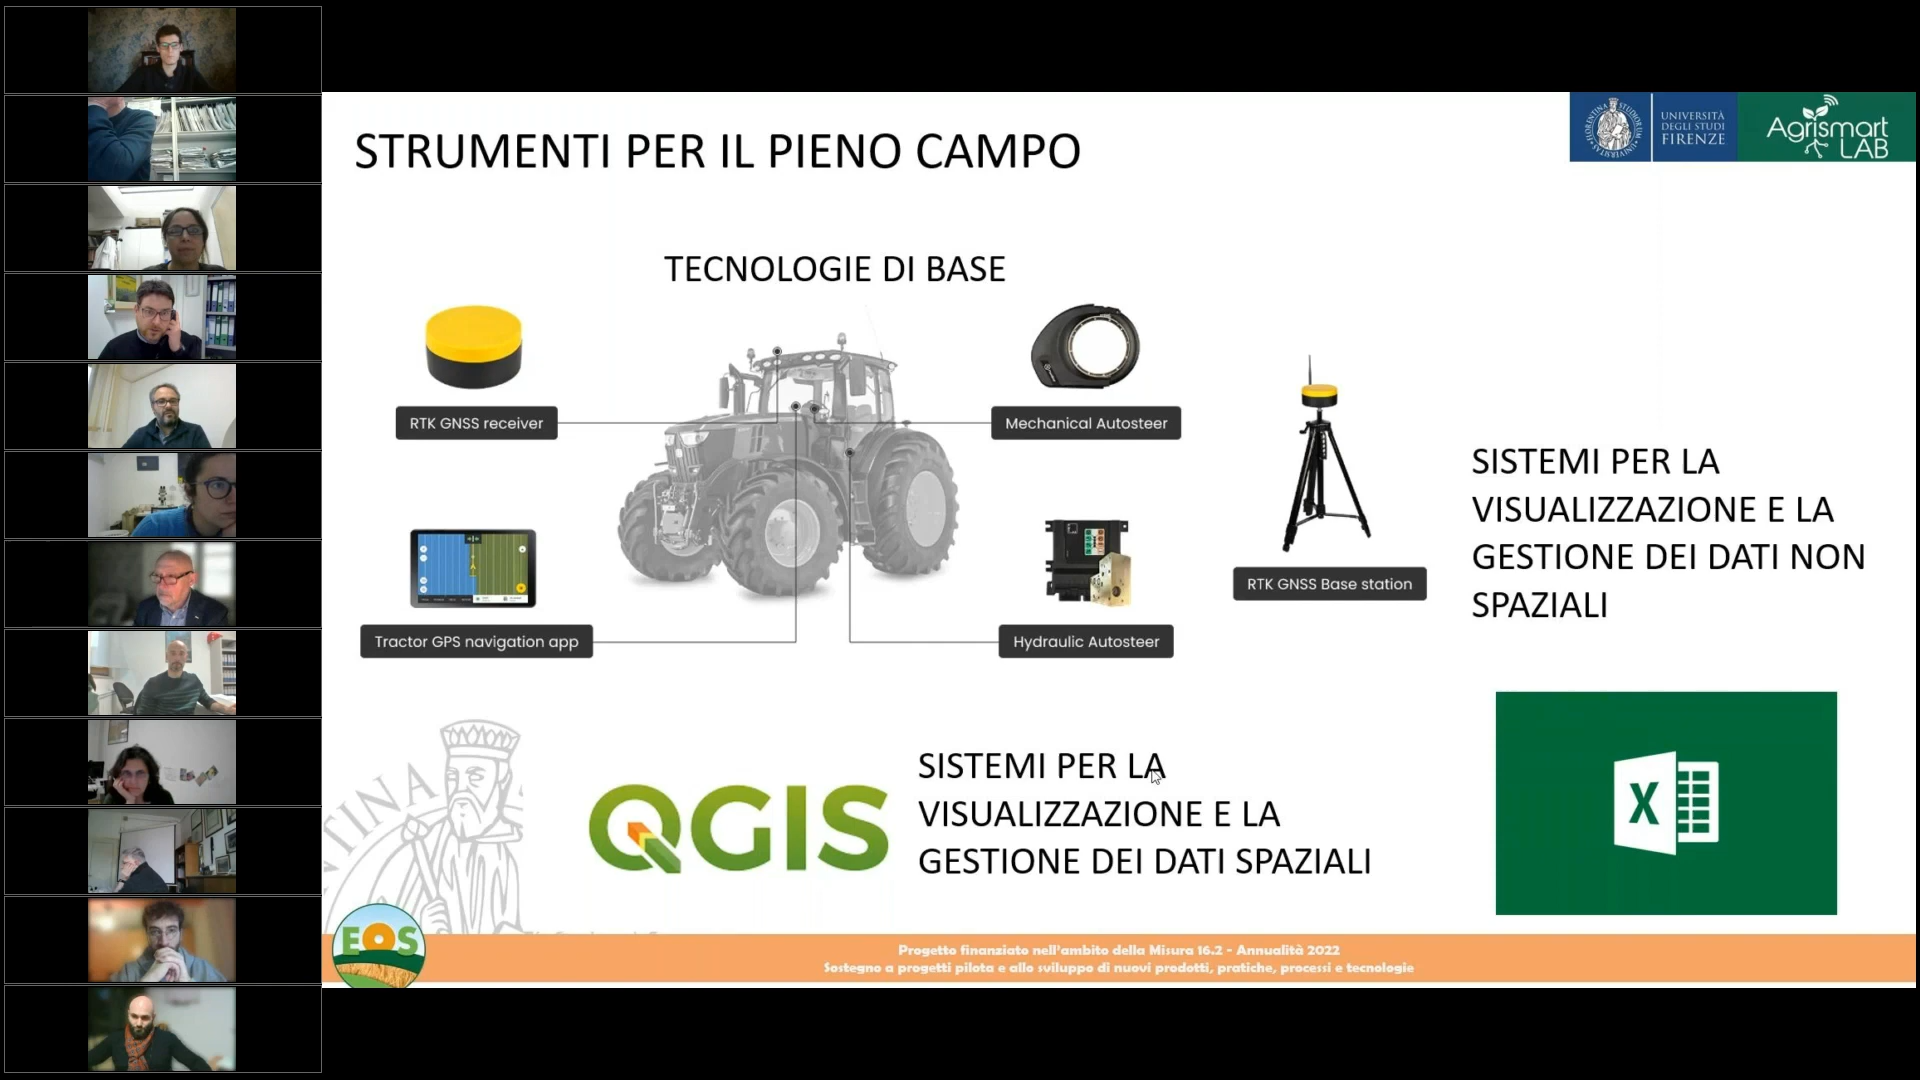 STRUMENTI PER IL PIENO CAMPO
UNIVERSITÀ
DEGLI STUDI
FIRENZE
Agrismart
LAB
TECNOLOGIE DI BASE
RTK GNSS receiver
Mechanical Autosteer
Tractor GPS navigation app
Hydraulic Autosteer
RTK GNSS Base station
SISTEMI PER LA
VISUALIZZAZIONE E LA
GESTIONE DEI DATI NON
SPAZIALI
QGIS
SISTEMI PER LA
VISUALIZZAZIONE E LA
GESTIONE DEI DATI SPAZIALI
X
EOS
Progetto finanziato nell'ambito della Misura 16.2 - Annualità 2022
Sostegno a progetti pilota e allo sviluppo di nuovi prodotti, pratiche, processi e tecnologie